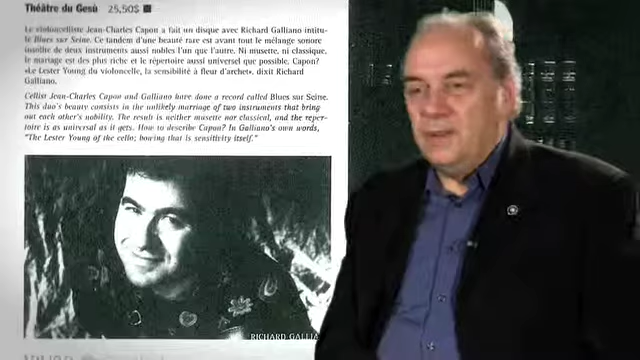 Théâtre du Gesù 25,50$
Le violoncelliste Jean-Charles Capon a fait un disque avec Richard Galliano intitu-
lé Blues sur Seine. Ce tandem d'une beauté rare est avant tout le mélange sonore
insolite de deux instruments aussi nobles l'un que l'autre. Ni musette, ni classique,
le mariage est des plus riche et le répertoire aussi universel que possible. Capon?
«Le Lester Young du violoncelle, la sensibilité à fleur d'archet», dixit Richard
Galliano.
Cellist Jean-Charles Capon and Galliano have done a record called Blues sur Seine.
This duo's beauty consists in the unlikely marriage of two instruments that bring
out each other's nobility. The result is neither musette nor classical, and the reper-
toire is as universal as it gets. How to describe Capon? In Galliano's own words,
"The Lester Young of the cello; bowing that is sensitivity itself."
RICHARD GALLIA